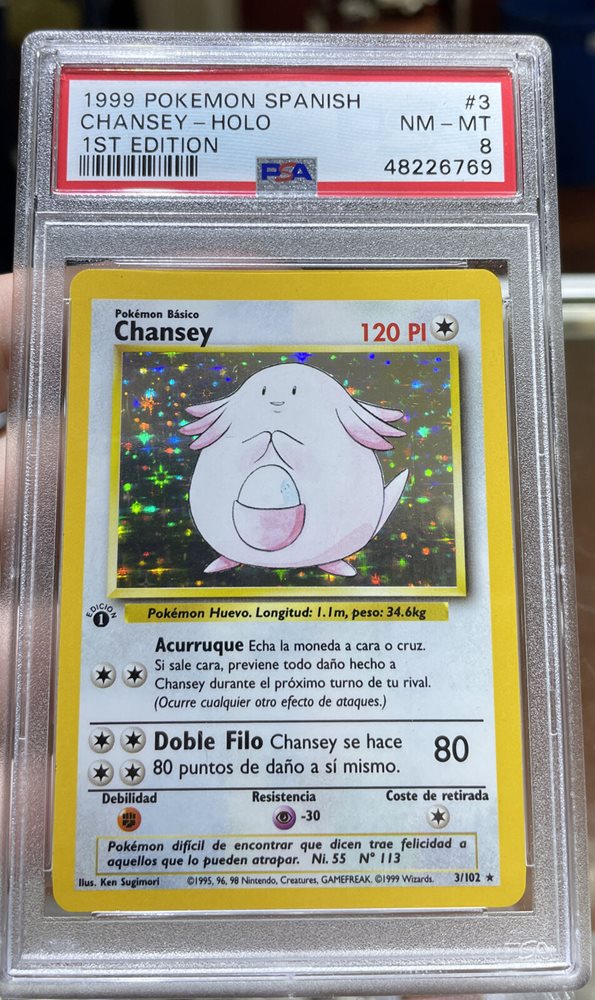 1999 POKEMON SPANISH #3
CHANSEY – HOLO NM – MT
1ST EDITION 8
PSA 48226769
Pokémon Básico
Chansey 120 PI
EDICION
1
Pokémon Huevo. Longitud: 1.1m, peso: 34.6kg
Acurruque Echa la moneda a cara o cruz.
Si sale cara, previene todo daño hecho a
Chansey durante el próximo turno de tu rival.
(Ocurre cualquier otro efecto de ataques.)
Doble Filo Chansey se hace 80
80 puntos de daño a sí mismo.
Debilidad Resistencia Coste de retirada
-30
Pokémon difícil de encontrar que dicen trae felicidad a
aquellos que lo pueden atrapar. Ni. 55 Nº 113
Ilus. Ken Sugimori ©1995, 96, 98 Nintendo, Creatures, GAMEFREAK. ©1999 Wizards. 3/102 ★
PSA